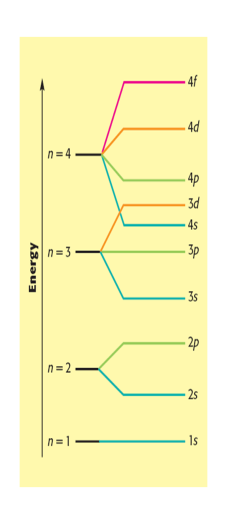 4f
4d
n = 4
4p
3d
4s
n = 3
3p
Energy
3s
2p
n = 2
2s
n = 1
1s